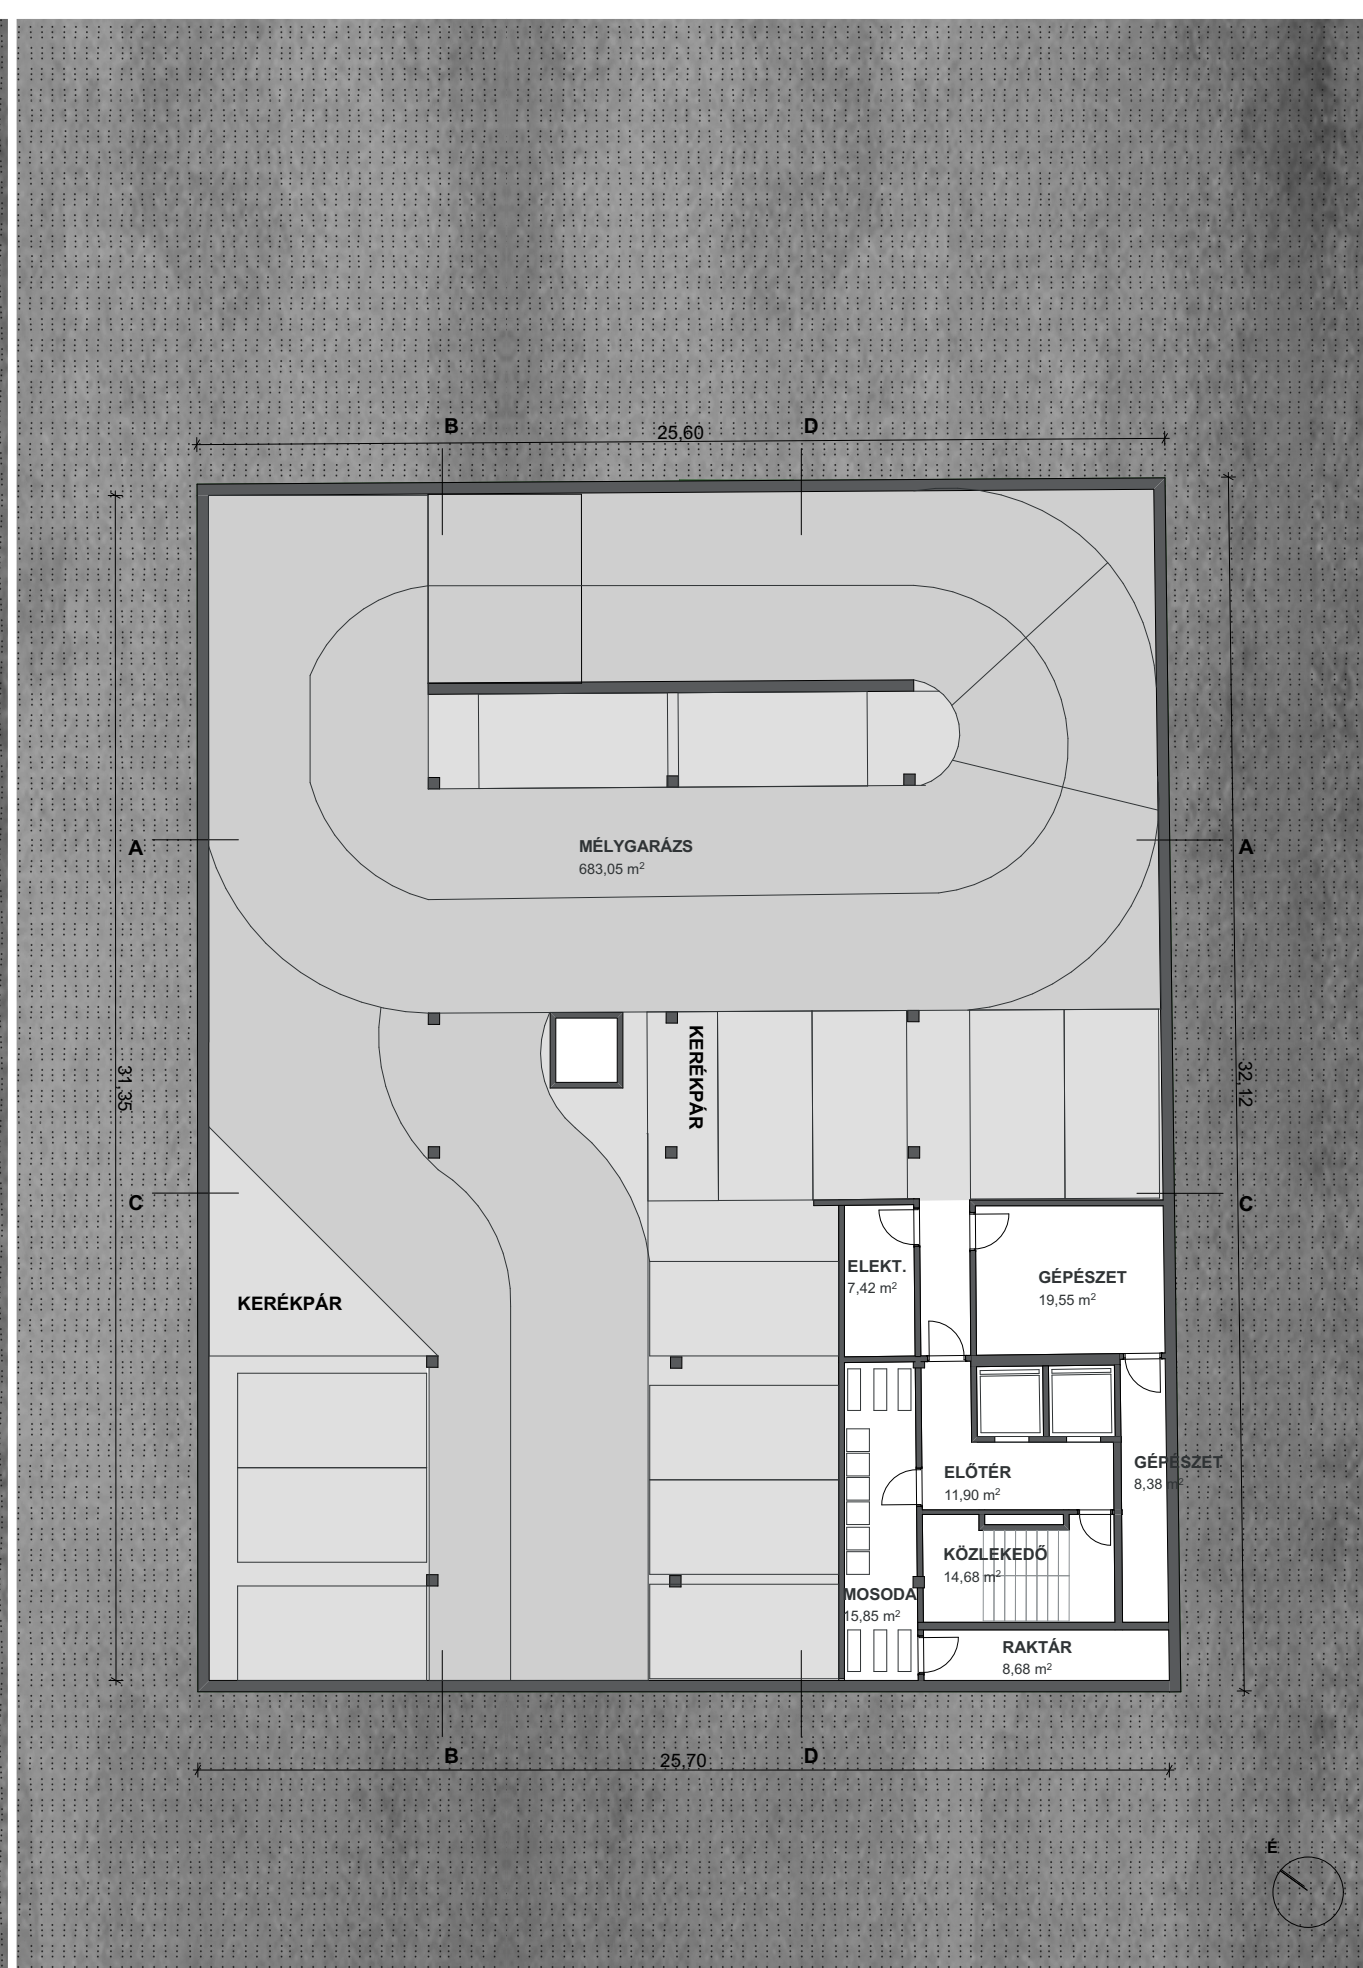 B
25,60
D
MÉLYGARÁZS
683,05 m²
A
A
KERÉKPÁR
31,35
32,12
C
C
ELEKT.
7,42 m²
GÉPÉSZET
19,55 m²
KERÉKPÁR
ELŐTÉR
11,90 m²
GÉPÉSZET
8,38 m²
KÖZLEKEDŐ
14,68 m²
MOSODA
15,85 m²
RAKTÁR
8,68 m²
B
25,70
D
É